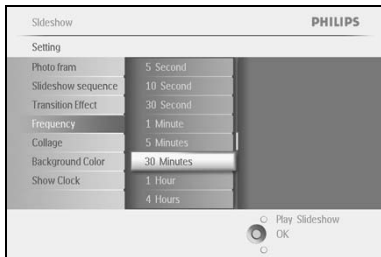 Slideshow
PHILIPS
Setting
Photo fram
Slideshow sequence
Transition Effect
Frequency
Collage
Background Color
Show Clock
5 Second
10 Second
30 Second
1 Minute
5 Minutes
30 Minutes
1 Hour
4 Hours
Play Slideshow
OK